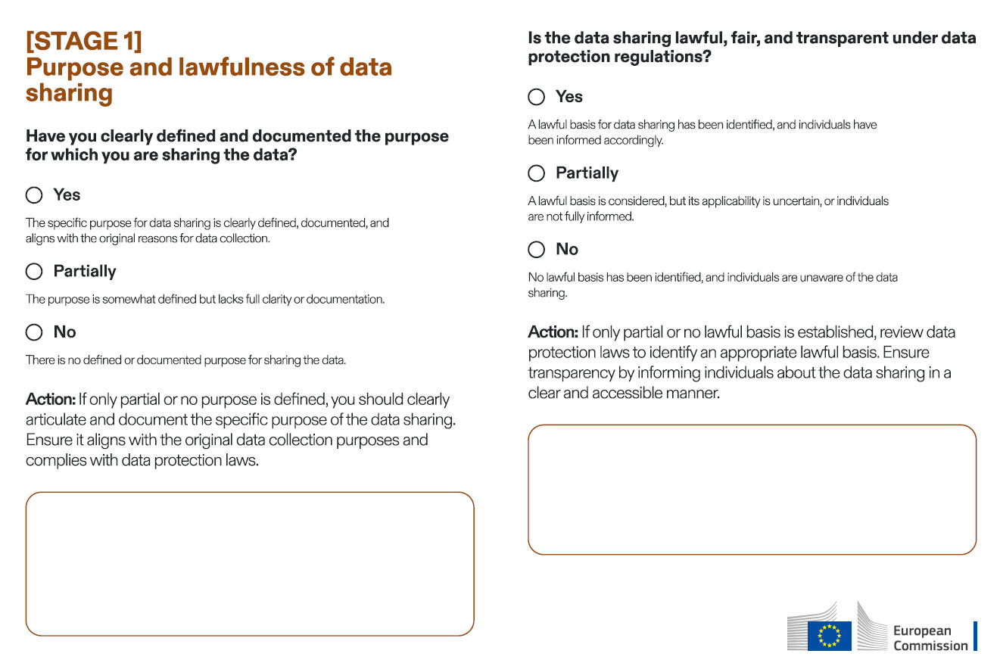 [STAGE 1]
Purpose and lawfulness of data
sharing
Have you clearly defined and documented the purpose
for which you are sharing the data?
Yes
The specific purpose for data sharing is clearly defined, documented, and
aligns with the original reasons for data collection.
Partially
The purpose is somewhat defined but lacks full clarity or documentation.
No
There is no defined or documented purpose for sharing the data.
Action: If only partial or no purpose is defined, you should clearly
articulate and document the specific purpose of the data sharing.
Ensure it aligns with the original data collection purposes and
complies with data protection laws.
Is the data sharing lawful, fair, and transparent under data
protection regulations?
Yes
A lawful basis for data sharing has been identified, and individuals have
been informed accordingly.
Partially
A lawful basis is considered, but its applicability is uncertain, or individuals
are not fully informed.
No
No lawful basis has been identified, and individuals are unaware of the data
sharing.
Action: If only partial or no lawful basis is established, review data
protection laws to identify an appropriate lawful basis. Ensure
transparency by informing individuals about the data sharing in a
clear and accessible manner.
European
Commission